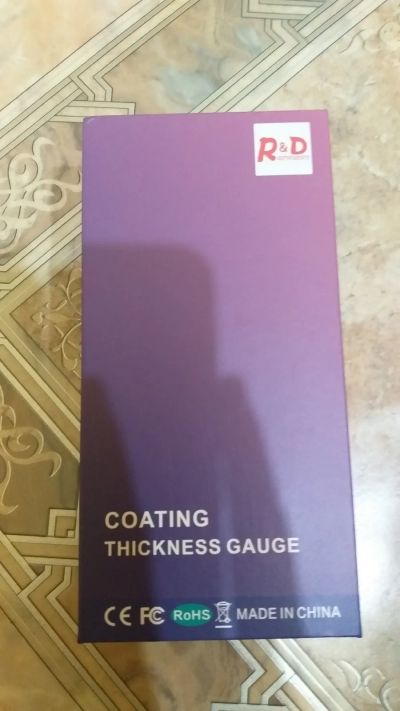 R&D
COATING
THICKNESS GAUGE
CE FC RoHS MADE IN CHINA